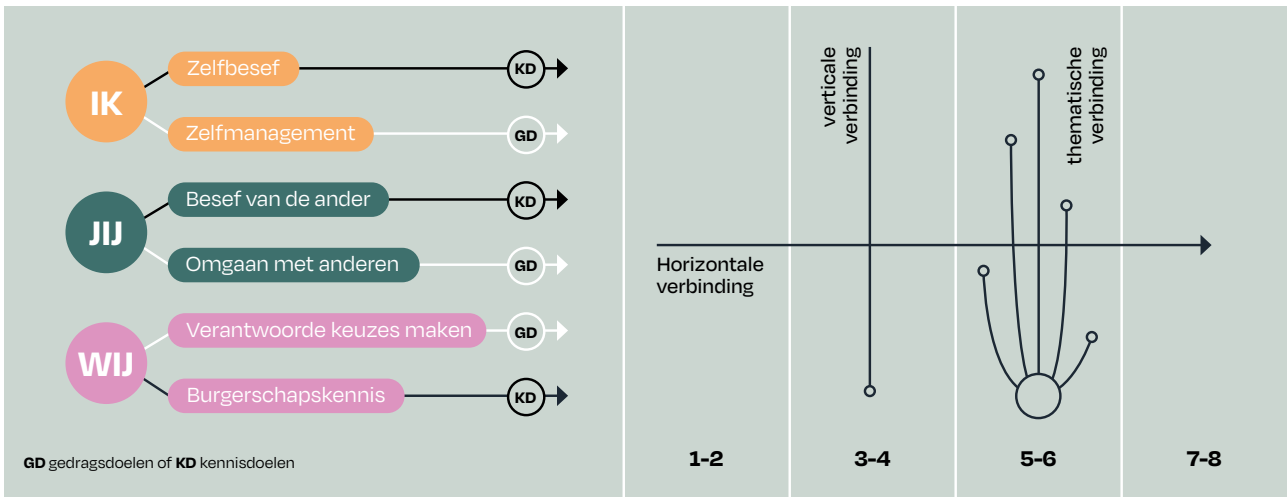 IK
Zelfbesef
KD
Zelfmanagement
GD
JIJ
Besef van de ander
KD
Omgaan met anderen
GD
WIJ
Verantwoorde keuzes maken
GD
Burgerschapskennis
KD
GD gedragsdoelen of KD kennisdoelen
Horizontale
verbinding
verticale
verbinding
thematische
verbinding
1-2
3-4
5-6
7-8